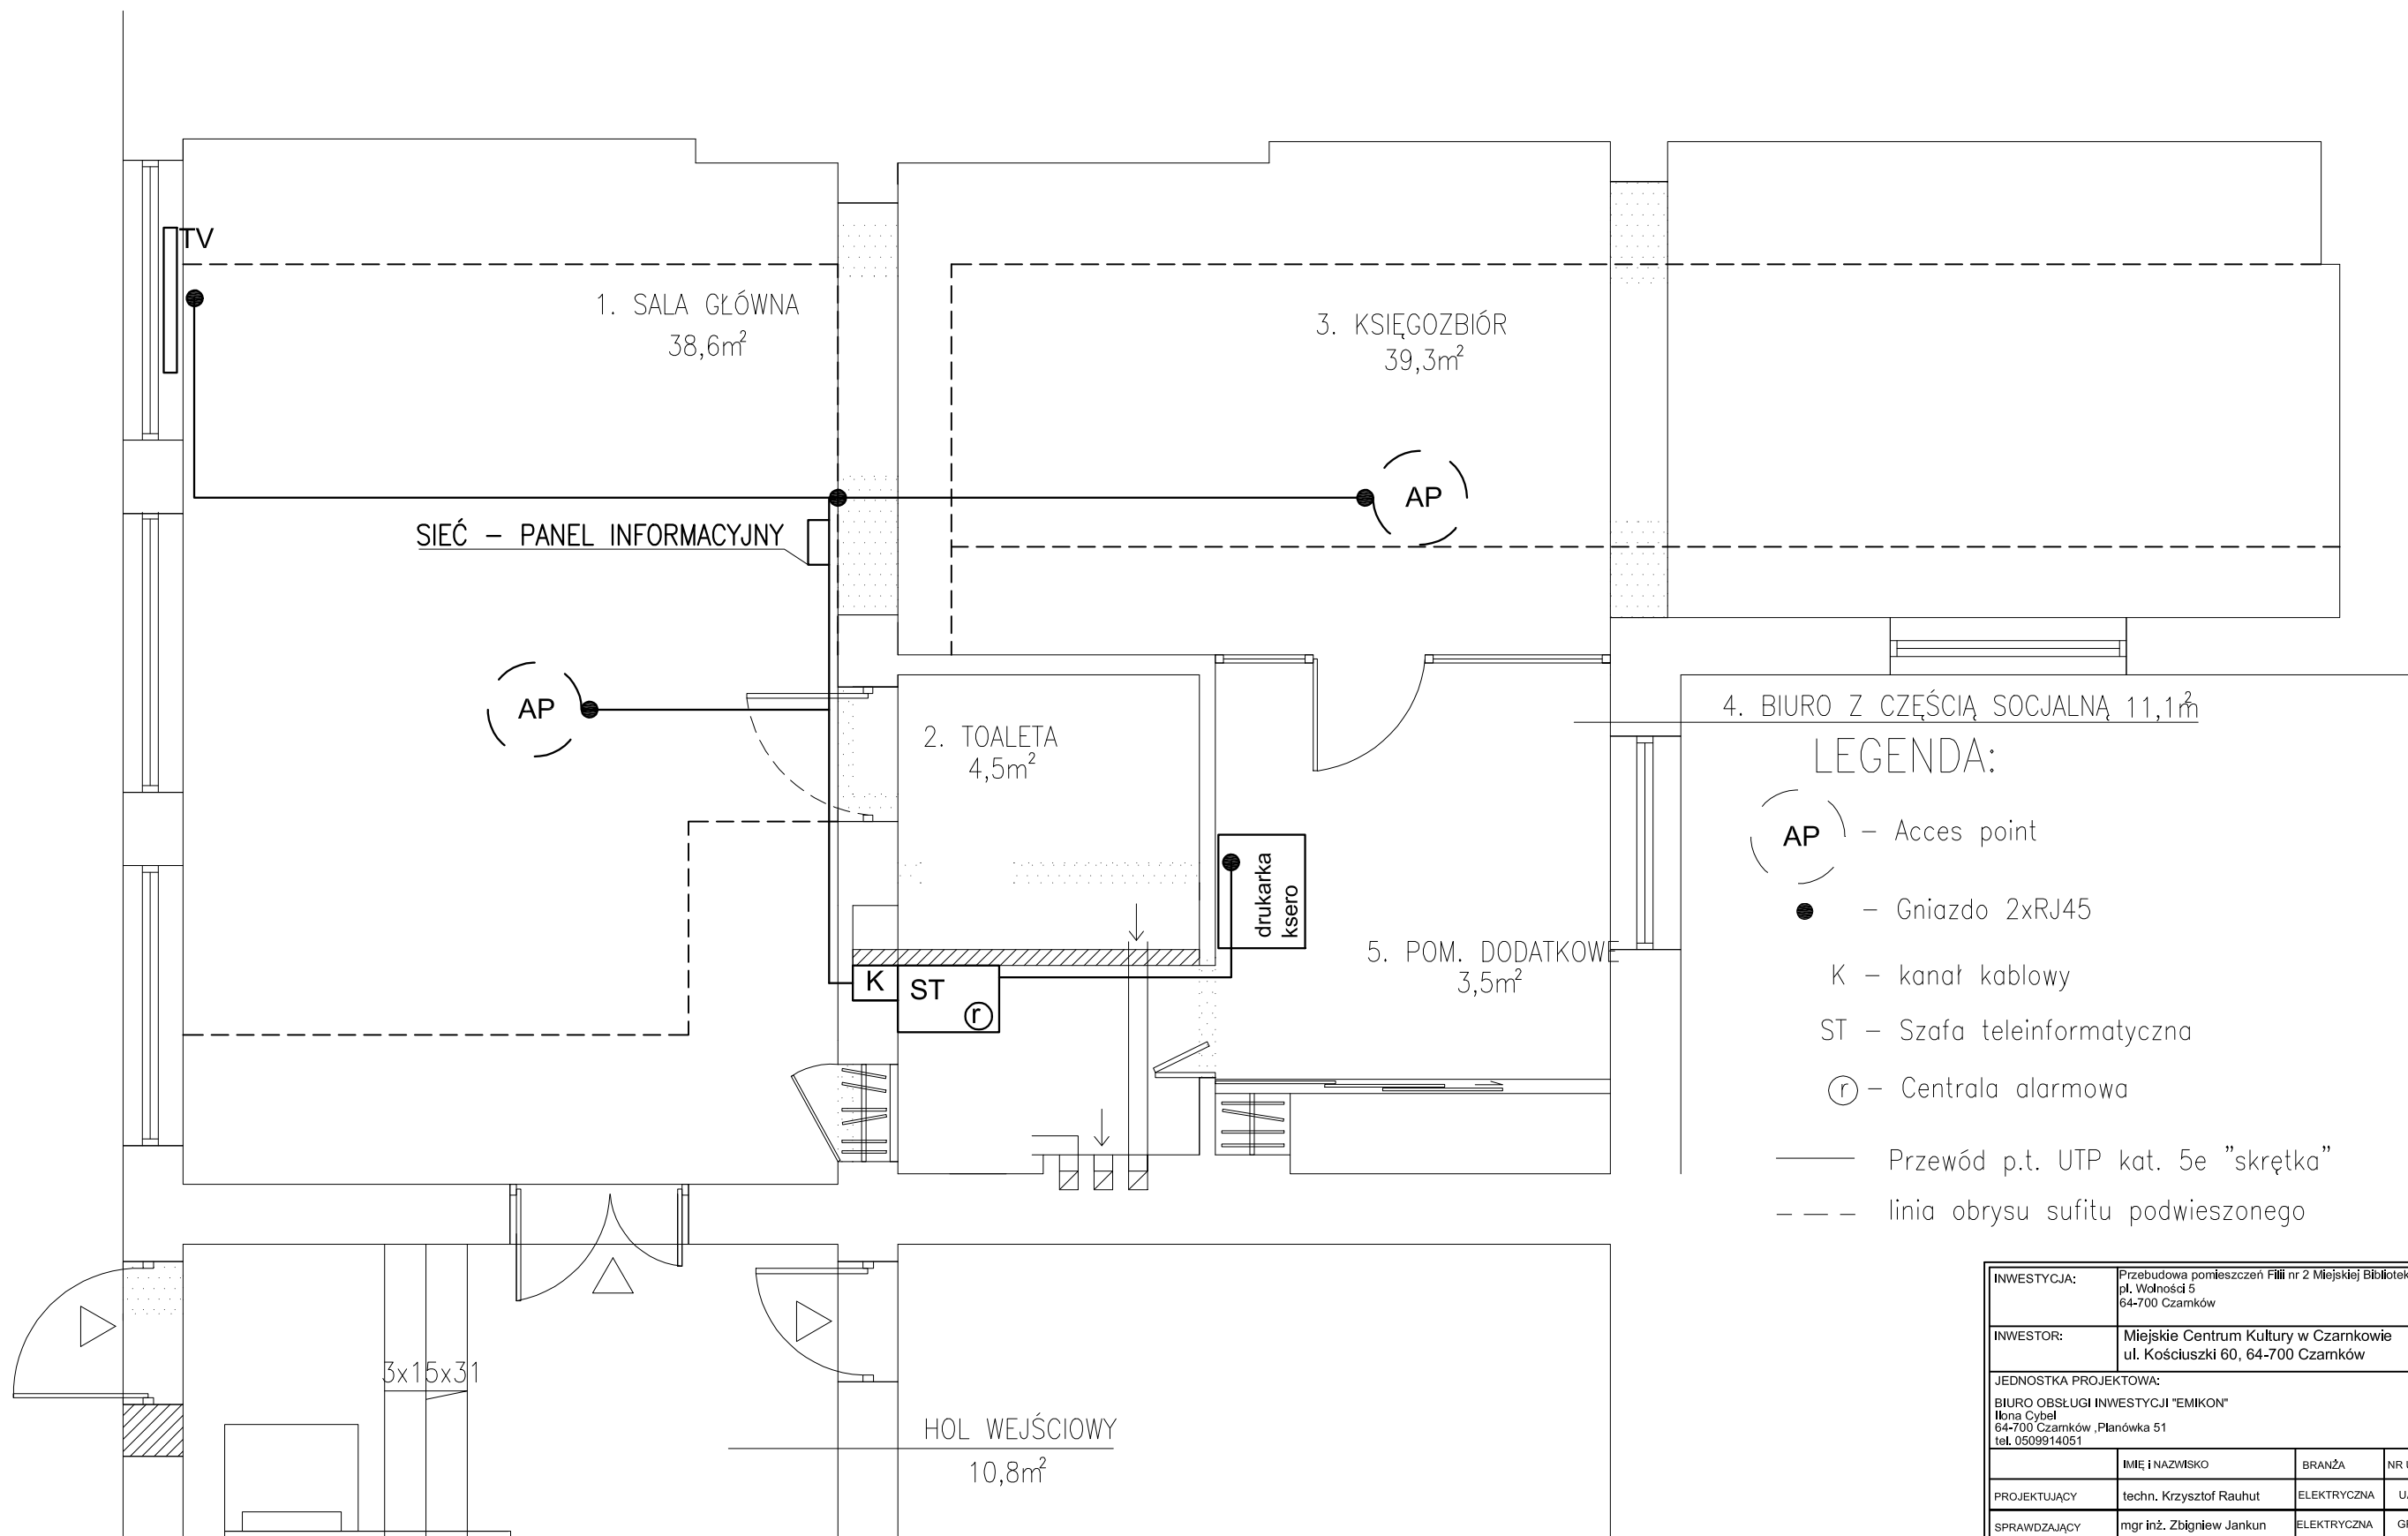 TV
1. SALA GŁÓWNA
38,6m²
3. KSIĘGOZBIÓR
39,3m²
AP
SIEĆ – PANEL INFORMACYJNY
AP
2. TOALETA
4,5m²
4. BIURO Z CZĘŚCIĄ SOCJALNĄ 11,1m²
LEGENDA:
AP – Acces point
– Gniazdo 2xRJ45
K – kanał kablowy
ST – Szafa teleinformatyczna
r – Centrala alarmowa
Przewód p.t. UTP kat. 5e "skrętka"
linia obrysu sufitu podwieszonego
drukarka
ksero
5. POM. DODATKOWE
3,5m²
K
ST
r
3x15x31
HOL WEJŚCIOWY
10,8m²
INWESTYCJA:
Przebudowa pomieszczeń Filii nr 2 Miejskiej Bibliotek
pl. Wolności 5
64-700 Czarnków
INWESTOR:
Miejskie Centrum Kultury w Czarnkowie
ul. Kościuszki 60, 64-700 Czarnków
JEDNOSTKA PROJEKTOWA:
BIURO OBSŁUGI INWESTYCJI "EMIKON"
Ilona Cybel
64-700 Czarnków ,Planówka 51
tel. 0509914051
IMIĘ i NAZWISKO BRANŻA NR
PROJEKTUJĄCY techn. Krzysztof Rauhut ELEKTRYCZNA
SPRAWDZAJĄCY mgr inż. Zbigniew Jankun ELEKTRYCZNA